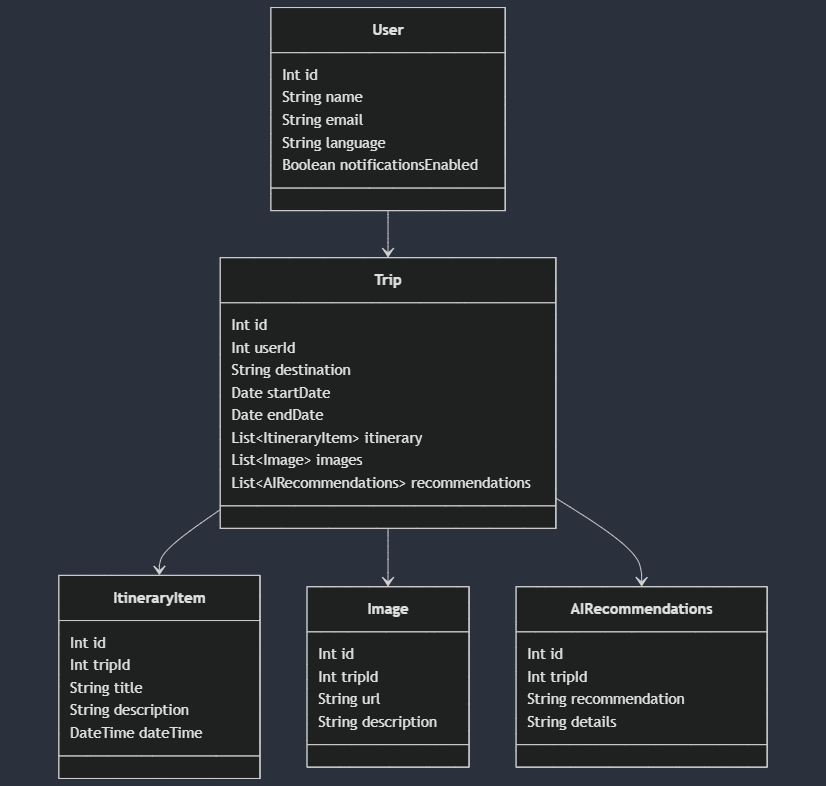 User
Int id
String name
String email
String language
Boolean notificationsEnabled
Trip
Int id
Int userId
String destination
Date startDate
Date endDate
List<ItineraryItem> itinerary
List<Image> images
List<AIRecommendations> recommendations
ItineraryItem
Int id
Int tripId
String title
String description
DateTime dateTime
Image
Int id
Int tripId
String url
String description
AIRecommendations
Int id
Int tripId
String recommendation
String details